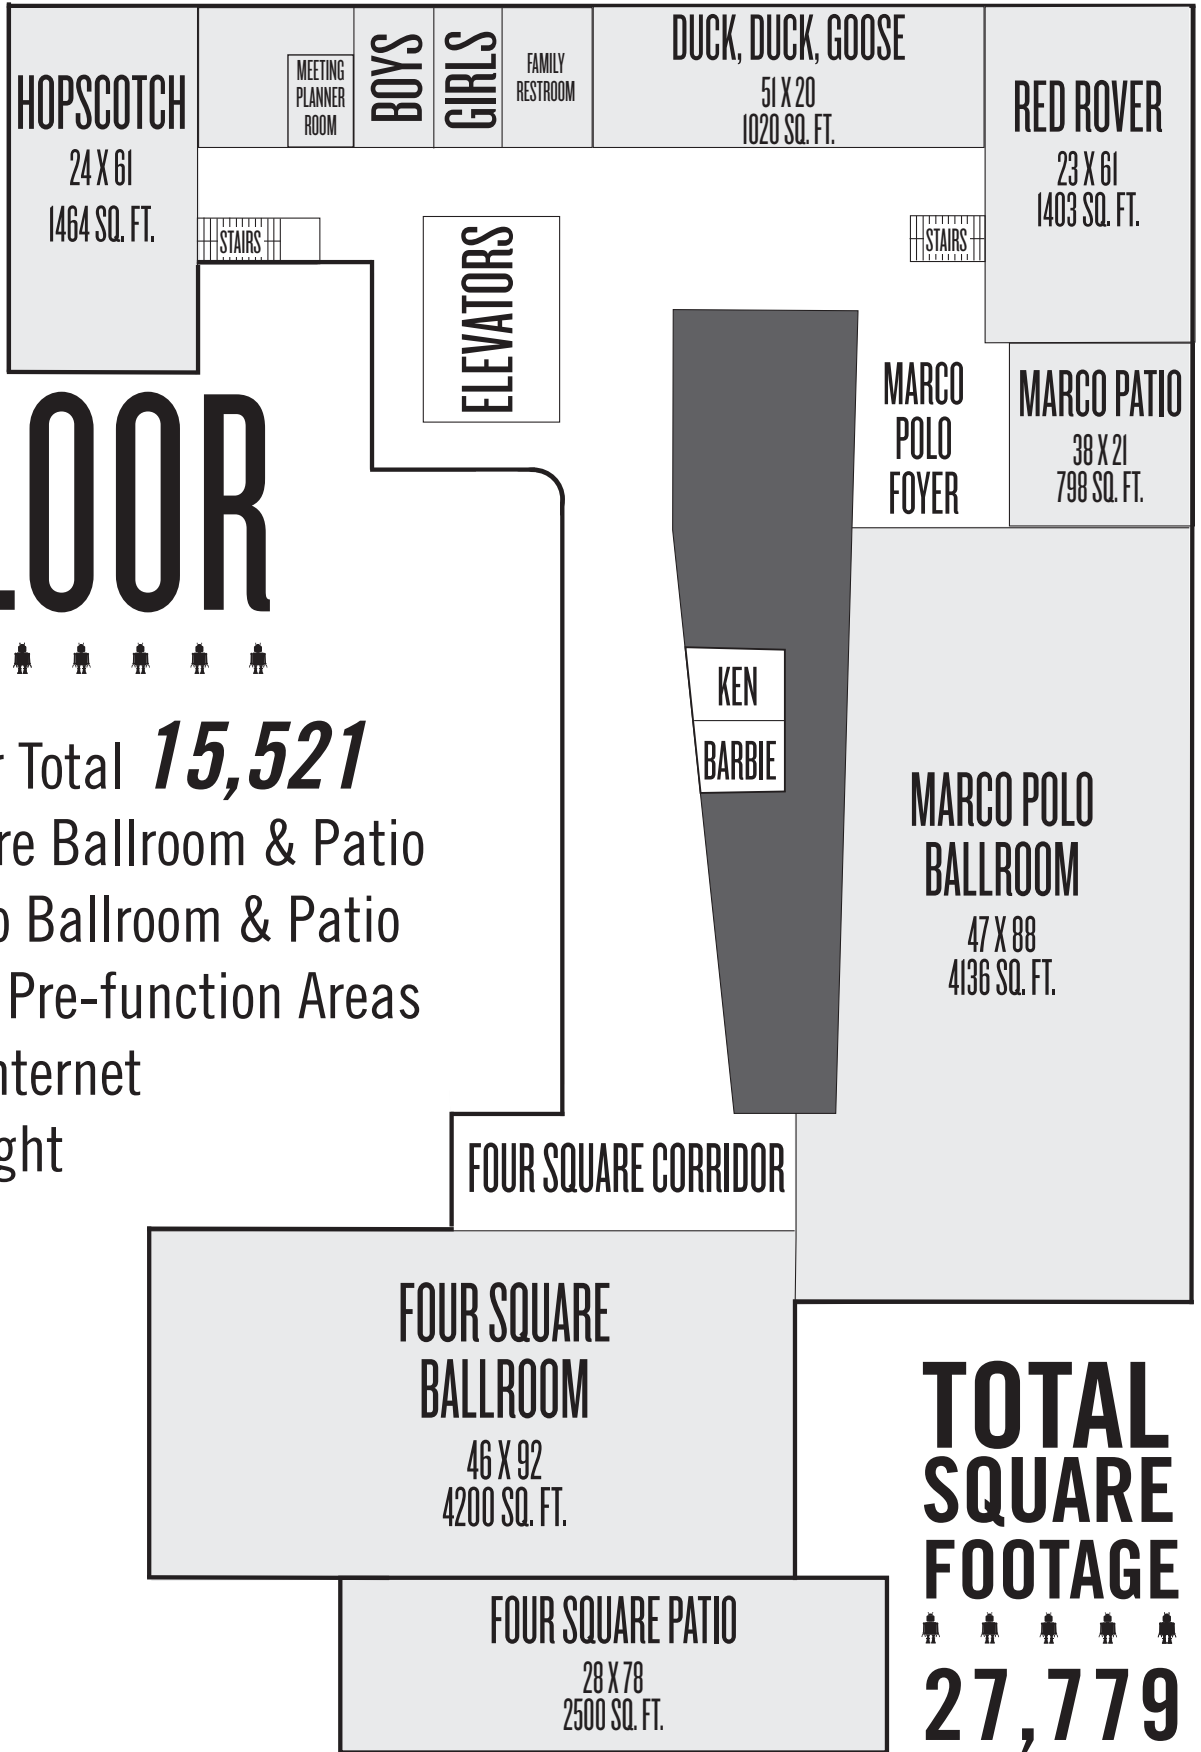 HOPSCOTCH
24 X 61
1464 SQ. FT.
MEETING
PLANNER
ROOM
BOYS
GIRLS
FAMILY
RESTROOM
DUCK, DUCK, GOOSE
51 X 20
1020 SQ. FT.
RED ROVER
23 X 61
1403 SQ. FT.
STAIRS
ELEVATORS
STAIRS
MARCO
POLO
FOYER
MARCO PATIO
38 X 21
798 SQ. FT.
LOOR
KEN
BARBIE
r Total 15,521
re Ballroom & Patio
o Ballroom & Patio
Pre-function Areas
nternet
ght
MARCO POLO
BALLROOM
47 X 88
4136 SQ. FT.
FOUR SQUARE CORRIDOR
FOUR SQUARE
BALLROOM
46 X 92
4200 SQ. FT.
FOUR SQUARE PATIO
28 X 78
2500 SQ. FT.
TOTAL
SQUARE
FOOTAGE
27,779